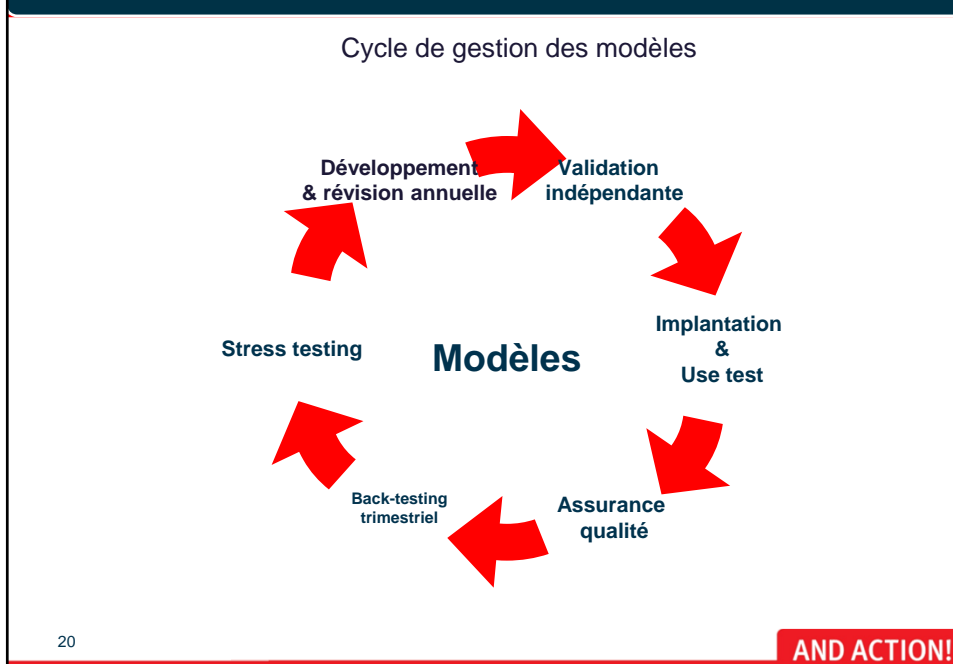 Cycle de gestion des modèles
Développement
& révision annuelle
Validation
indépendante
Implantation
&
Use test
Stress testing
Modèles
Back-testing
trimestriel
Assurance
qualité
20
AND ACTION!